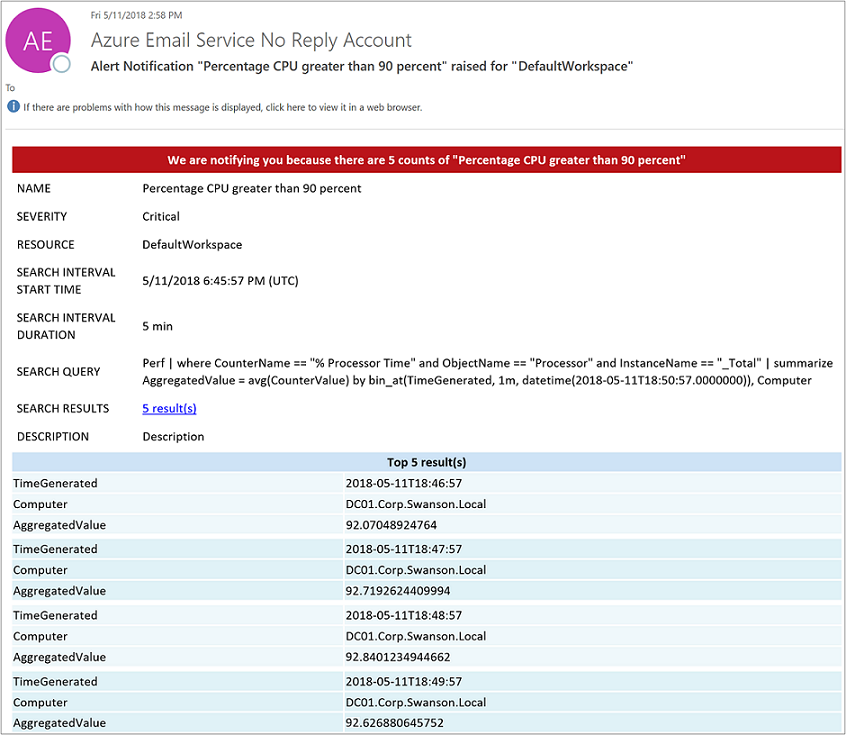 AE
Fri 5/11/2018 2:58 PM
Azure Email Service No Reply Account
Alert Notification "Percentage CPU greater than 90 percent" raised for "DefaultWorkspace"
To
If there are problems with how this message is displayed, click here to view it in a web browser.
We are notifying you because there are 5 counts of "Percentage CPU greater than 90 percent"
NAME Percentage CPU greater than 90 percent
SEVERITY Critical
RESOURCE DefaultWorkspace
SEARCH INTERVAL
START TIME
5/11/2018 6:45:57 PM (UTC)
SEARCH INTERVAL
DURATION
5 min
SEARCH QUERY
Perf | where CounterName == "% Processor Time" and ObjectName == "Processor" and InstanceName == "_Total" | summarize
AggregatedValue = avg(CounterValue) by bin_at(TimeGenerated, 1m, datetime(2018-05-11T18:50:57.0000000)), Computer
SEARCH RESULTS 5 result(s)
DESCRIPTION Description
Top 5 result(s)
TimeGenerated 2018-05-11T18:46:57
Computer DC01.Corp.Swanson.Local
AggregatedValue 92.07048924764
TimeGenerated 2018-05-11T18:47:57
Computer DC01.Corp.Swanson.Local
AggregatedValue 92.7192624409994
TimeGenerated 2018-05-11T18:48:57
Computer DC01.Corp.Swanson.Local
AggregatedValue 92.8401234944662
TimeGenerated 2018-05-11T18:49:57
Computer DC01.Corp.Swanson.Local
AggregatedValue 92.626880645752